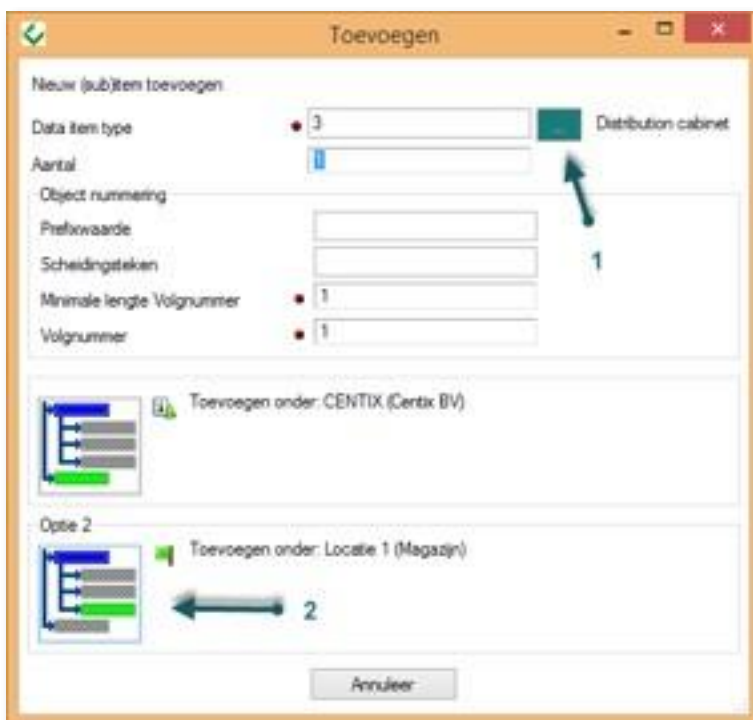 Toevoegen
Nieuw (sub)item toevoegen
Data item type 3 ... Distribution cabinet
Aantal 1
Object nummering
Prefixwaarde
Scheidingsteken
1
Minimale lengte Volgnummer 1
Volgnummer 1
Toevoegen onder: CENTIX (Centix BV)
Optie 2
Toevoegen onder: Locatie 1 (Magazijn)
2
Annuleer